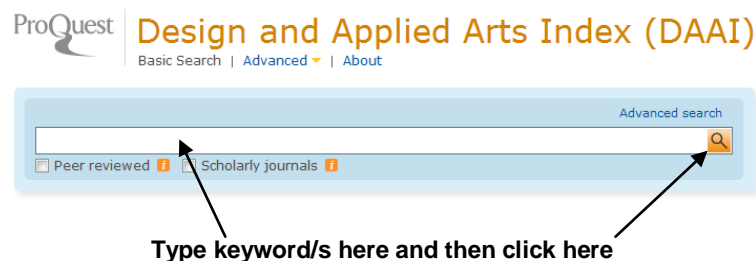 ProQuest
Design and Applied Arts Index (DAAI)
Basic Search | Advanced | About
Advanced search
Peer reviewed i Scholarly journals i
Type keyword/s here and then click here